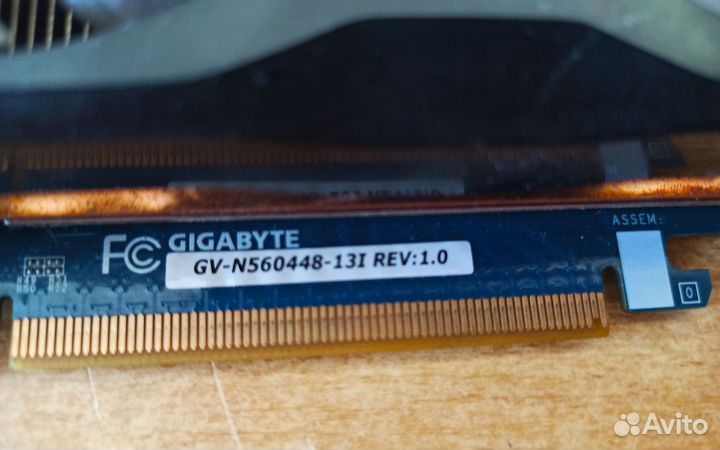 ASSEM:
FC GIGABYTE
GV-N560448-13I REV:1.0
0
Avito